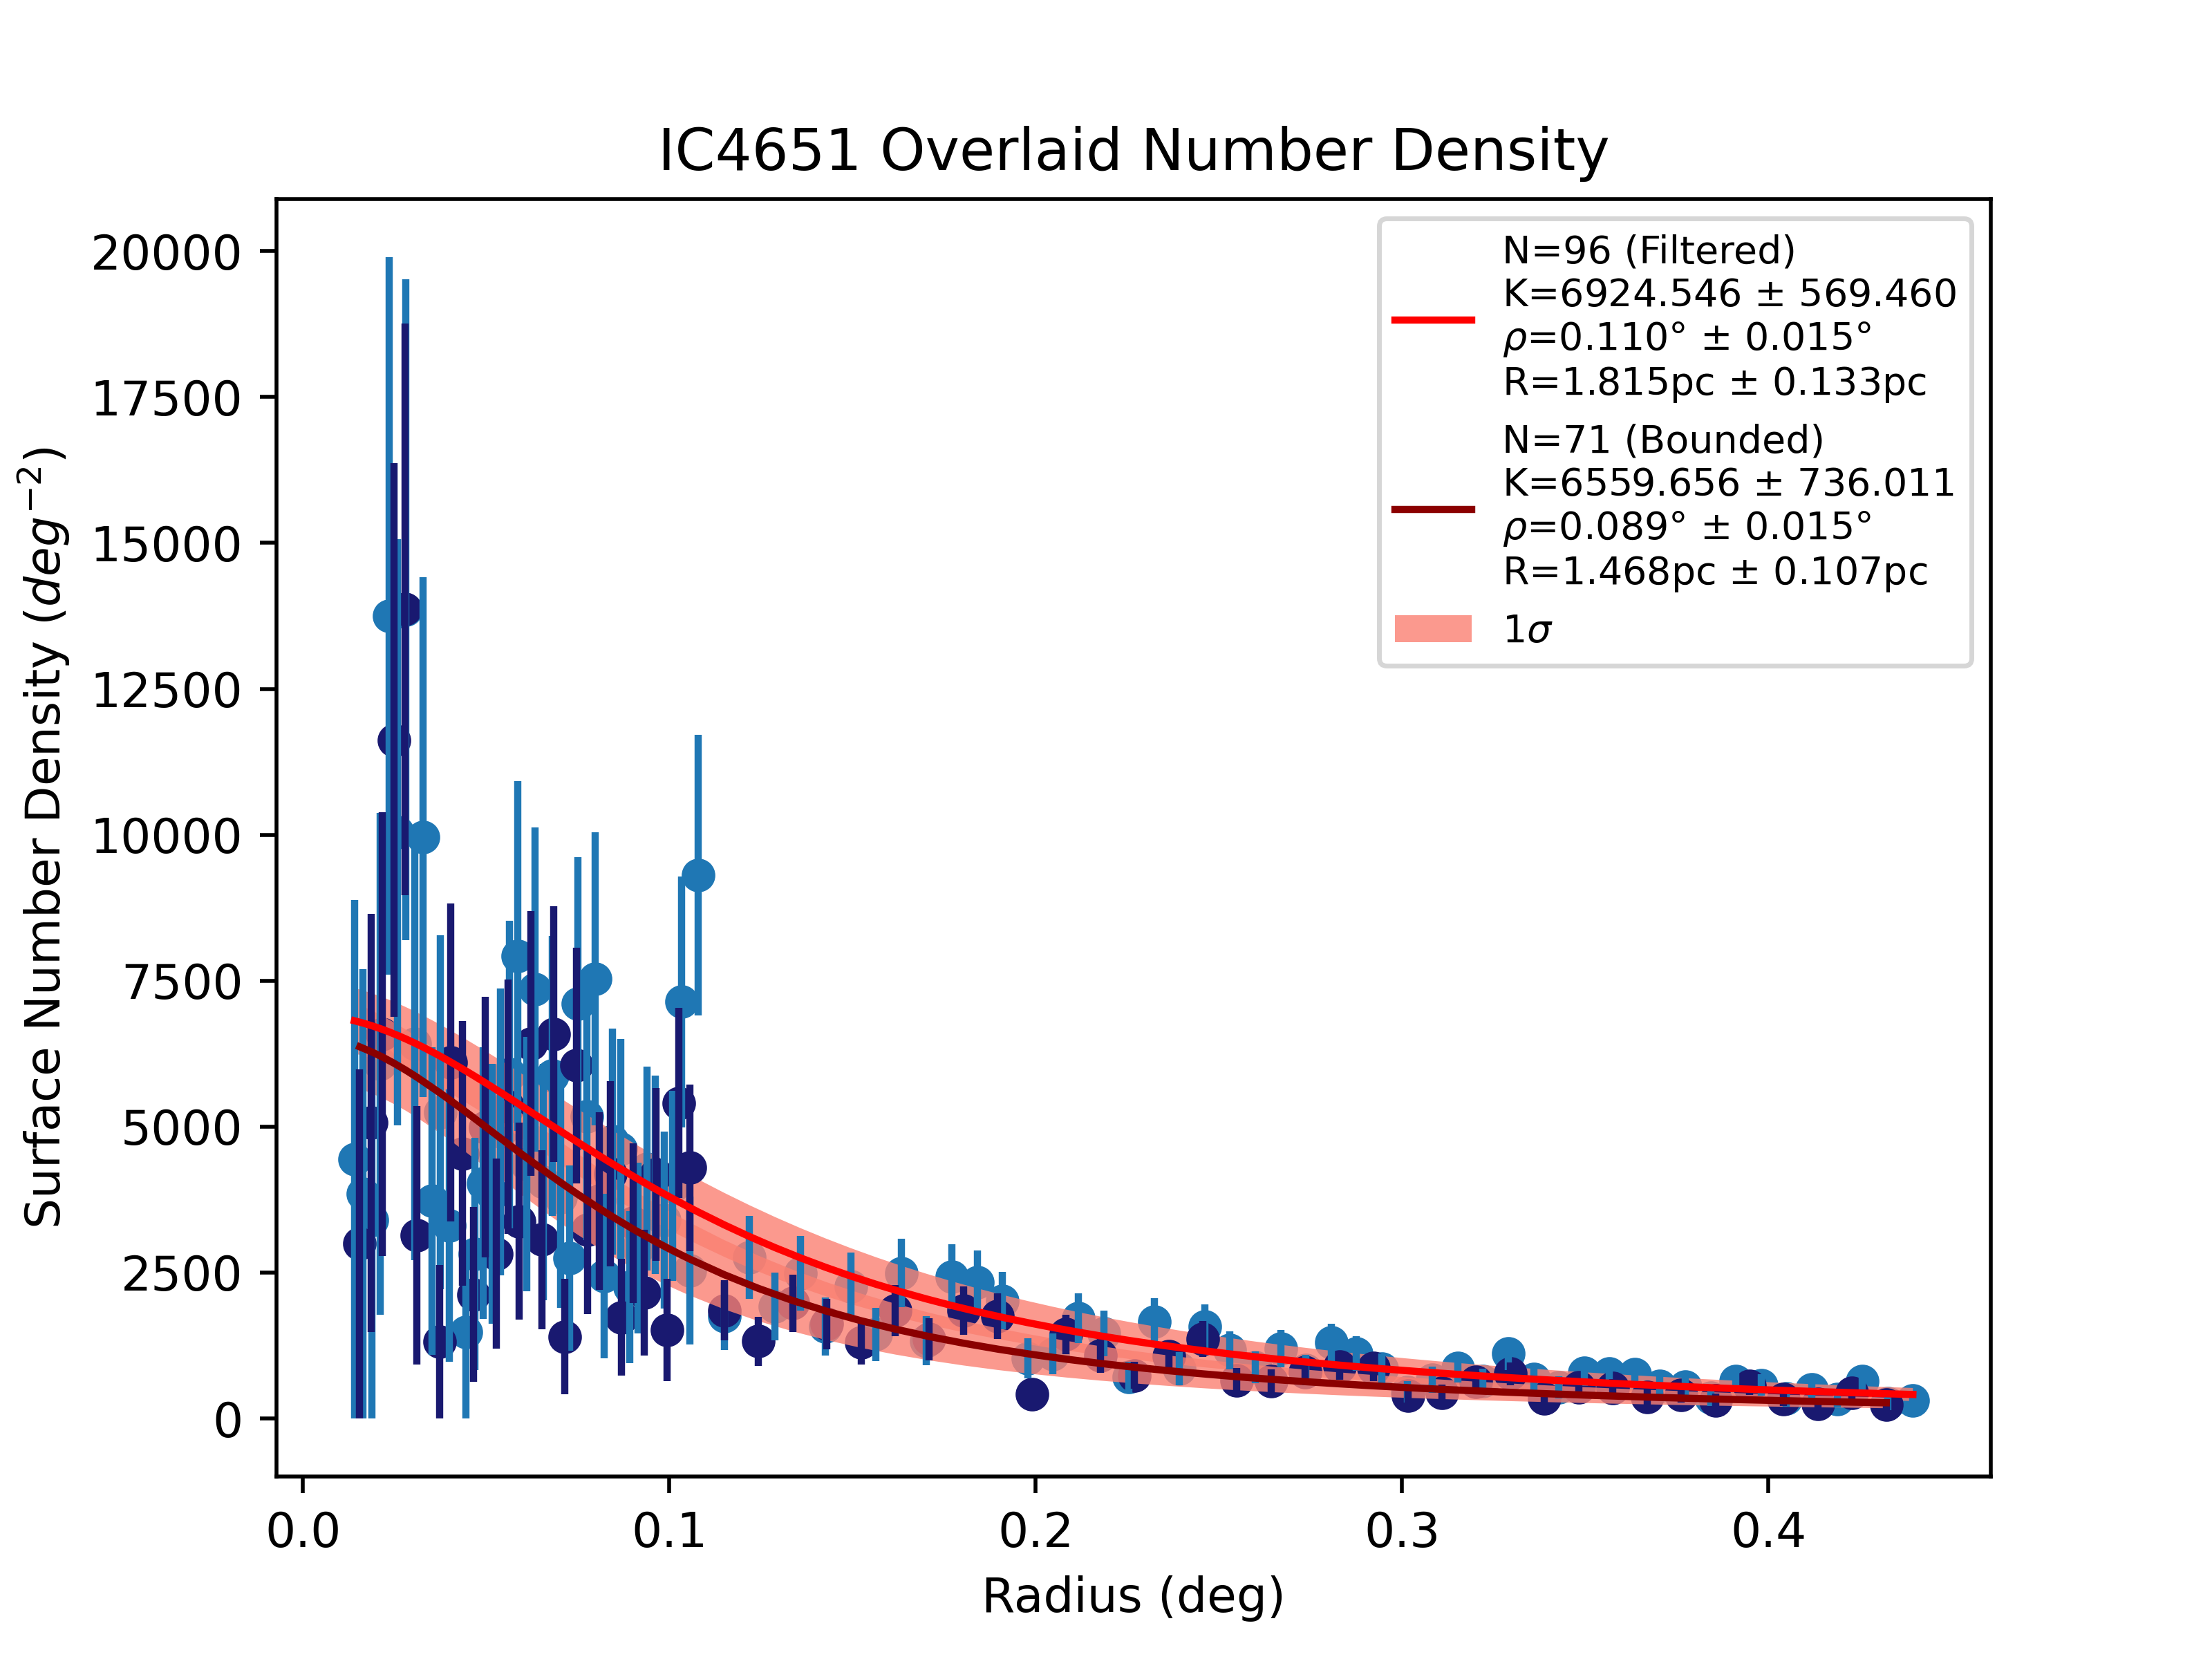 IC4651 Overlaid Number Density
Surface Number Density (deg⁻²)
20000
17500
15000
12500
10000
7500
5000
2500
0
N=96 (Filtered)
K=6924.546 ± 569.460
ρ=0.110° ± 0.015°
R=1.815pc ± 0.133pc
N=71 (Bounded)
K=6559.656 ± 736.011
ρ=0.089° ± 0.015°
R=1.468pc ± 0.107pc
1σ
0.0
0.1
0.2
0.3
0.4
Radius (deg)